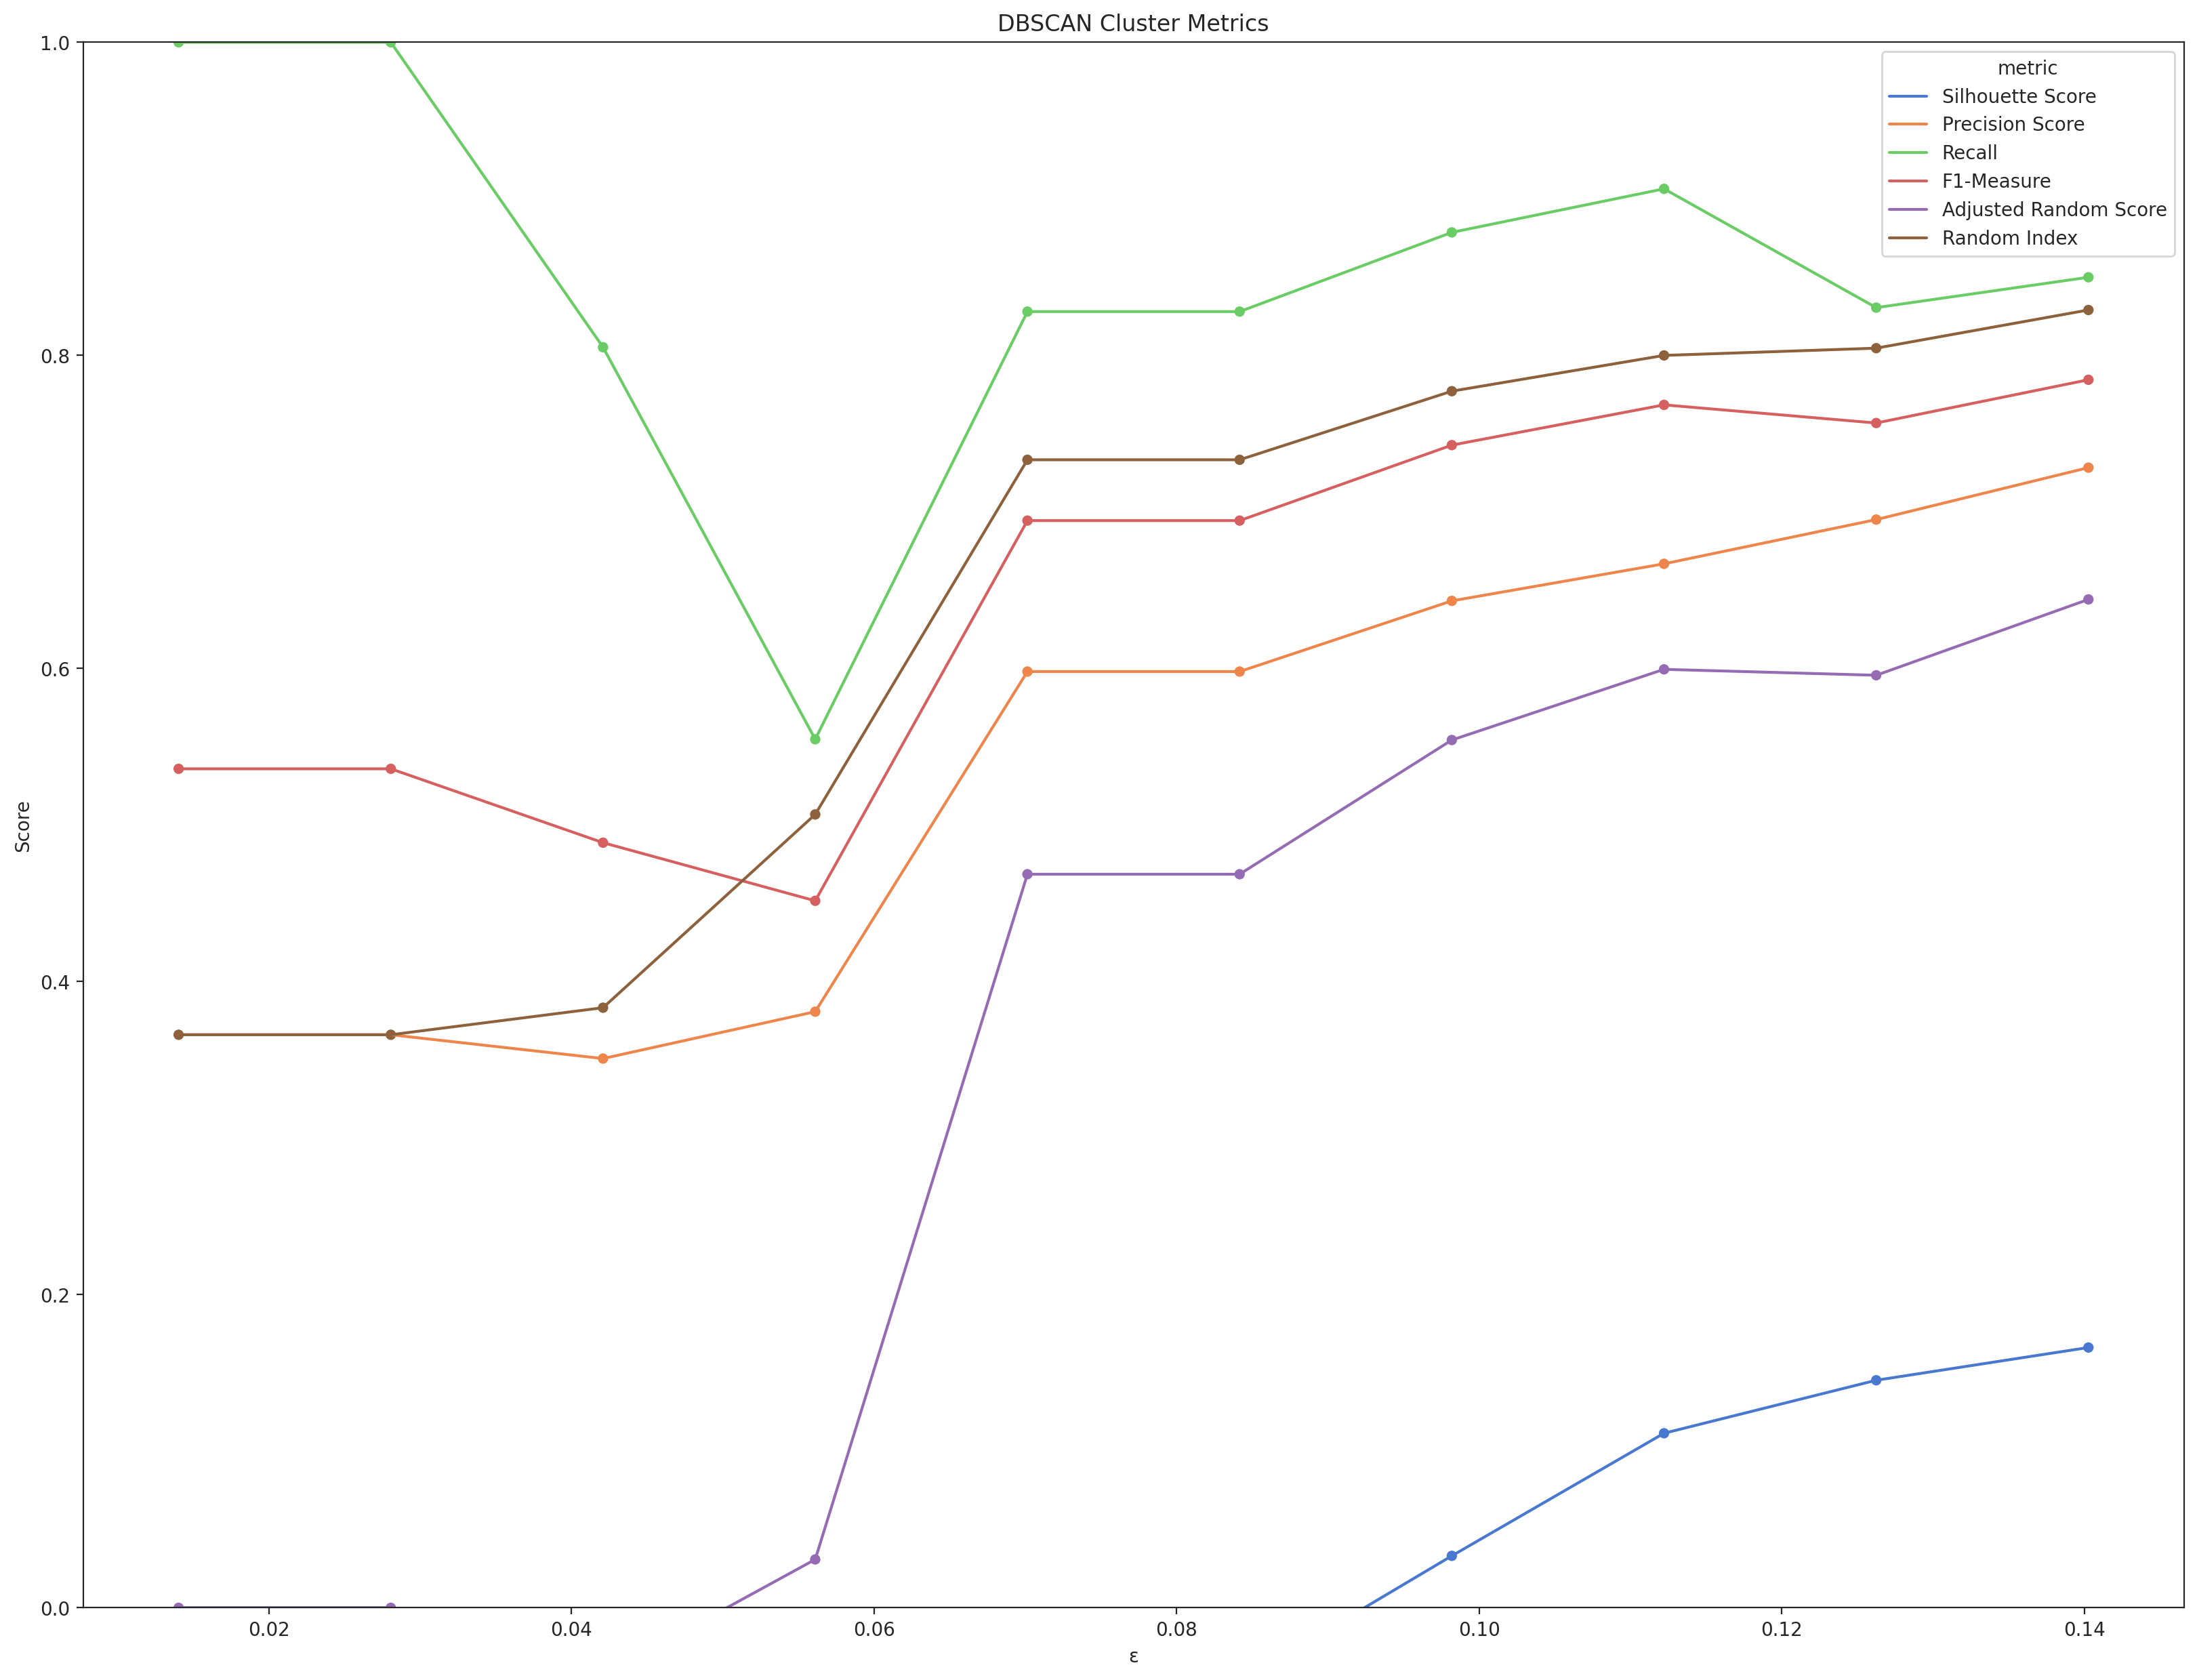 DBSCAN Cluster Metrics
metric
Silhouette Score
Precision Score
Recall
F1-Measure
Adjusted Random Score
Random Index
1.0
0.8
0.6
0.4
0.2
0.0
Score
0.02 0.04 0.06 0.08 0.10 0.12 0.14
ε